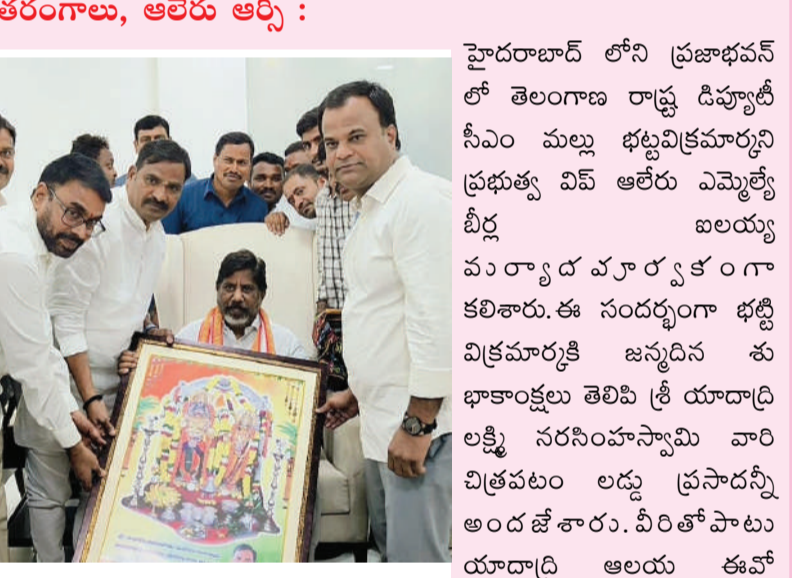 తరంగాలు, ఆలేరు ఆర్సి :
హైదరాబాద్ లోని ప్రజాభవన్
లో తెలంగాణ రాష్ట్ర డిప్యూటీ
సీఎం మల్లు భట్టవిక్రమార్కని
ప్రభుత్వ విప్ ఆలేరు ఎమ్మెల్యే
బీర్ల ఐలయ్య
మర్యాదపూర్వకంగా
కలిశారు.ఈ సందర్భంగా భట్టి
విక్రమార్కకి జన్మదిన శు
భాకాంక్షలు తెలిపి శ్రీ యాదాద్రి
లక్ష్మి నరసింహస్వామి వారి
చిత్రపటం లడ్డు ప్రసాదన్నీ
అందజేశారు.వీరితోపాటు
యాదాద్రి ఆలయ ఈవో